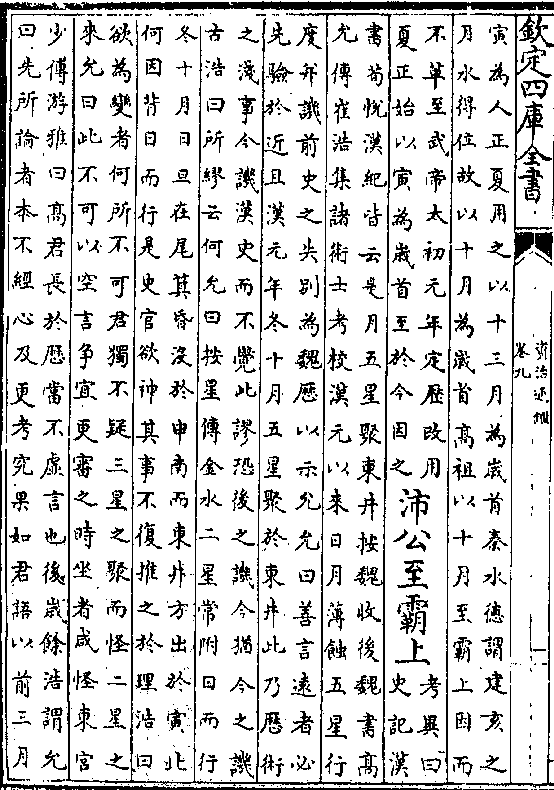 欽定四庫全書
資治通鑑
卷九
一
寅為人正夏用之以十三月為歲首秦水德謂建亥之
月水得位故以十月為歲首高祖以十月至霸上因而
不革至武帝太初元年定歷改用
夏正始以寅為歲首至於今因之
沛公至霸上
考異曰
史記漢
書荀悅漢紀皆云是月五星聚東井按魏收後魏書高
允傳崔浩集諸術士考校漢元以來日月薄蝕五星行
度并譏前史之失别為魏歷以示允允曰善言遠者必
先驗於近且漢元年冬十月五星聚於東井此乃歷術
之淺事今譏漢史而不覺此謬恐後之譏今猶今之譏
古浩曰所繆云何允曰按星傳金水二星常附日而行
冬十月日旦在尾箕昏没於申南而東井方出於寅北
何因背日而行是史官欲神其事不復推之於理浩曰
欲為變者何所不可君獨不疑三星之聚而怪二星之
來允曰此不可以空言争宜更審之時坐者咸怪東宮
少傅游雅曰高君長於歷當不虛言也後歲餘浩謂允
曰先所論者本不經心及更考究果如君語以前三月